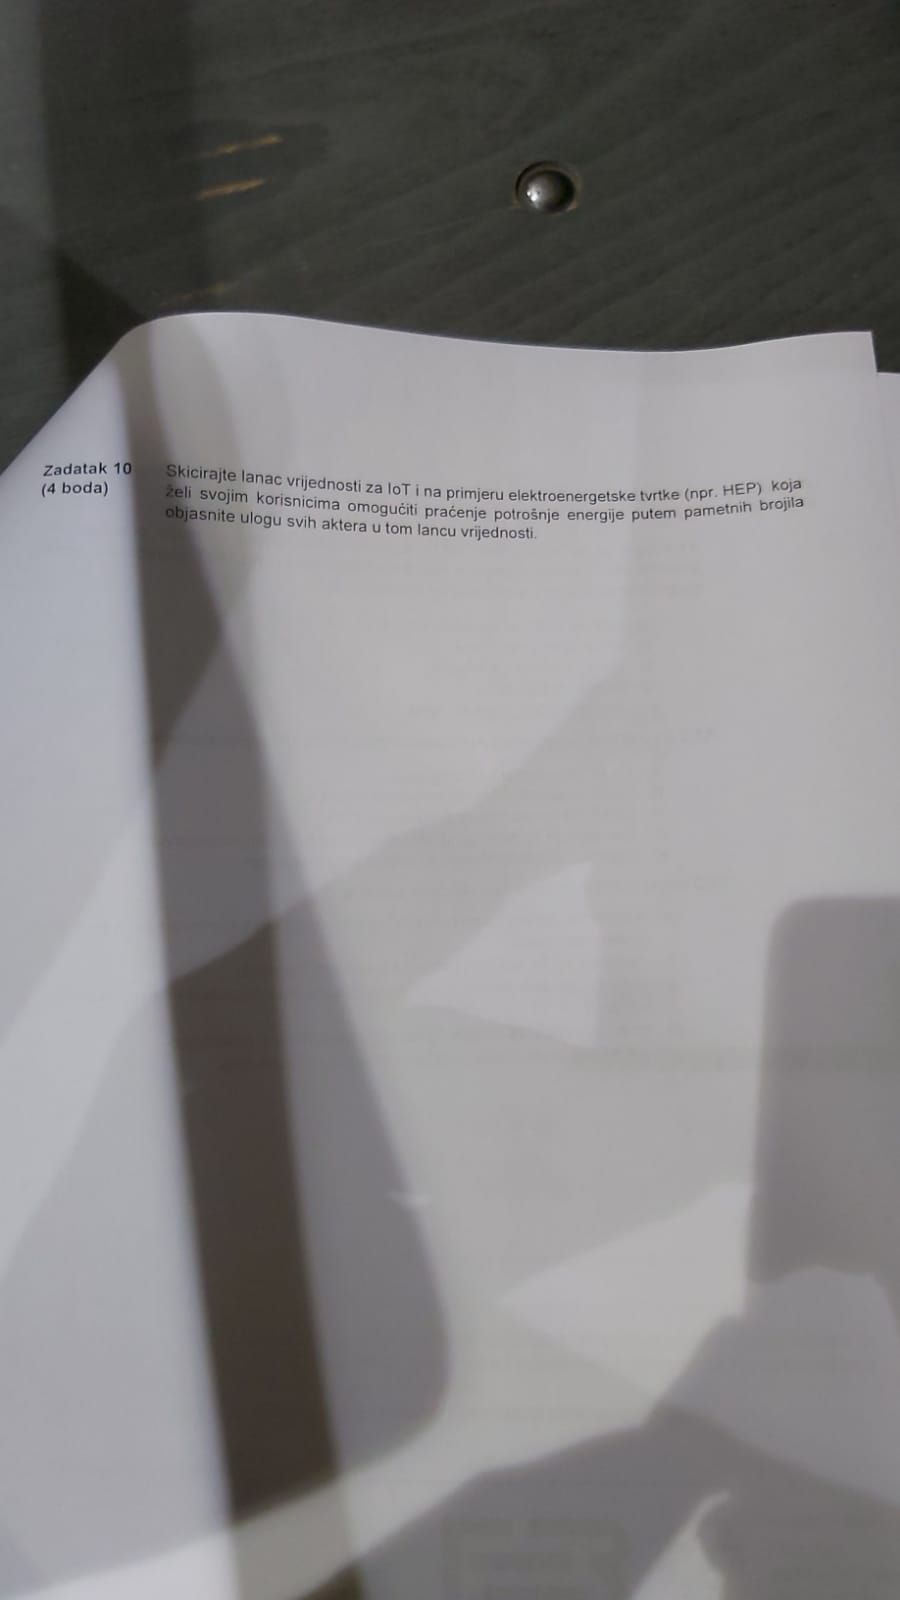 Zadatak 10
(4 boda)
Skicirajte lanac vrijednosti za IoT i na primjeru elektroenergetske tvrtke (npr. HEP) koja
želi svojim korisnicima omogućiti praćenje potrošnje energije putem pametnih brojila
objasnite ulogu svih aktera u tom lancu vrijednosti.